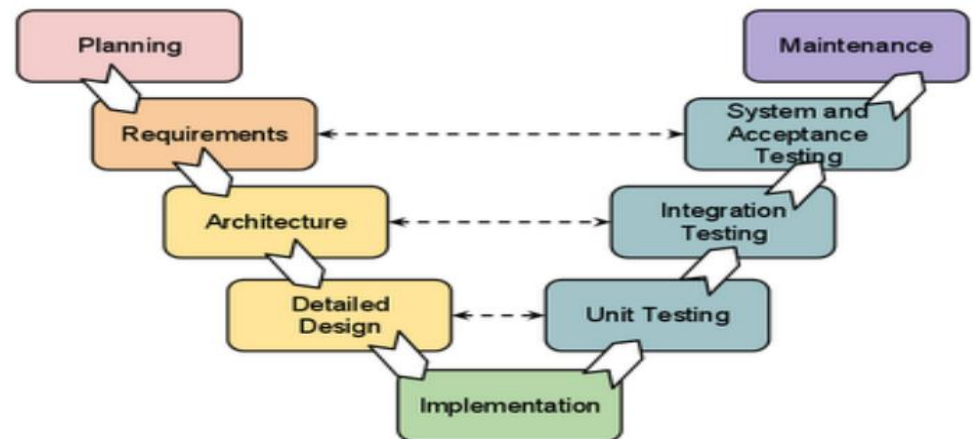 Planning
Maintenance
Requirements
System and
Acceptance
Testing
Architecture
Integration
Testing
Detailed
Design
Unit Testing
Implementation